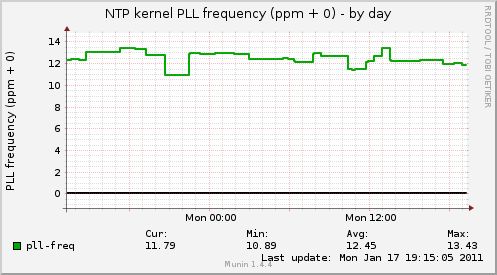 NTP kernel PLL frequency (ppm + 0) - by day
RRDTOOL / TOBI OETIKER
PLL frequency (ppm + 0)
14
12
10
8
6
4
2
0
Mon 00:00 Mon 12:00
Cur: Min: Avg: Max:
pll-freq 11.79 10.89 12.45 13.43
Last update: Mon Jan 17 19:15:05 2011
Munin 1.4.4